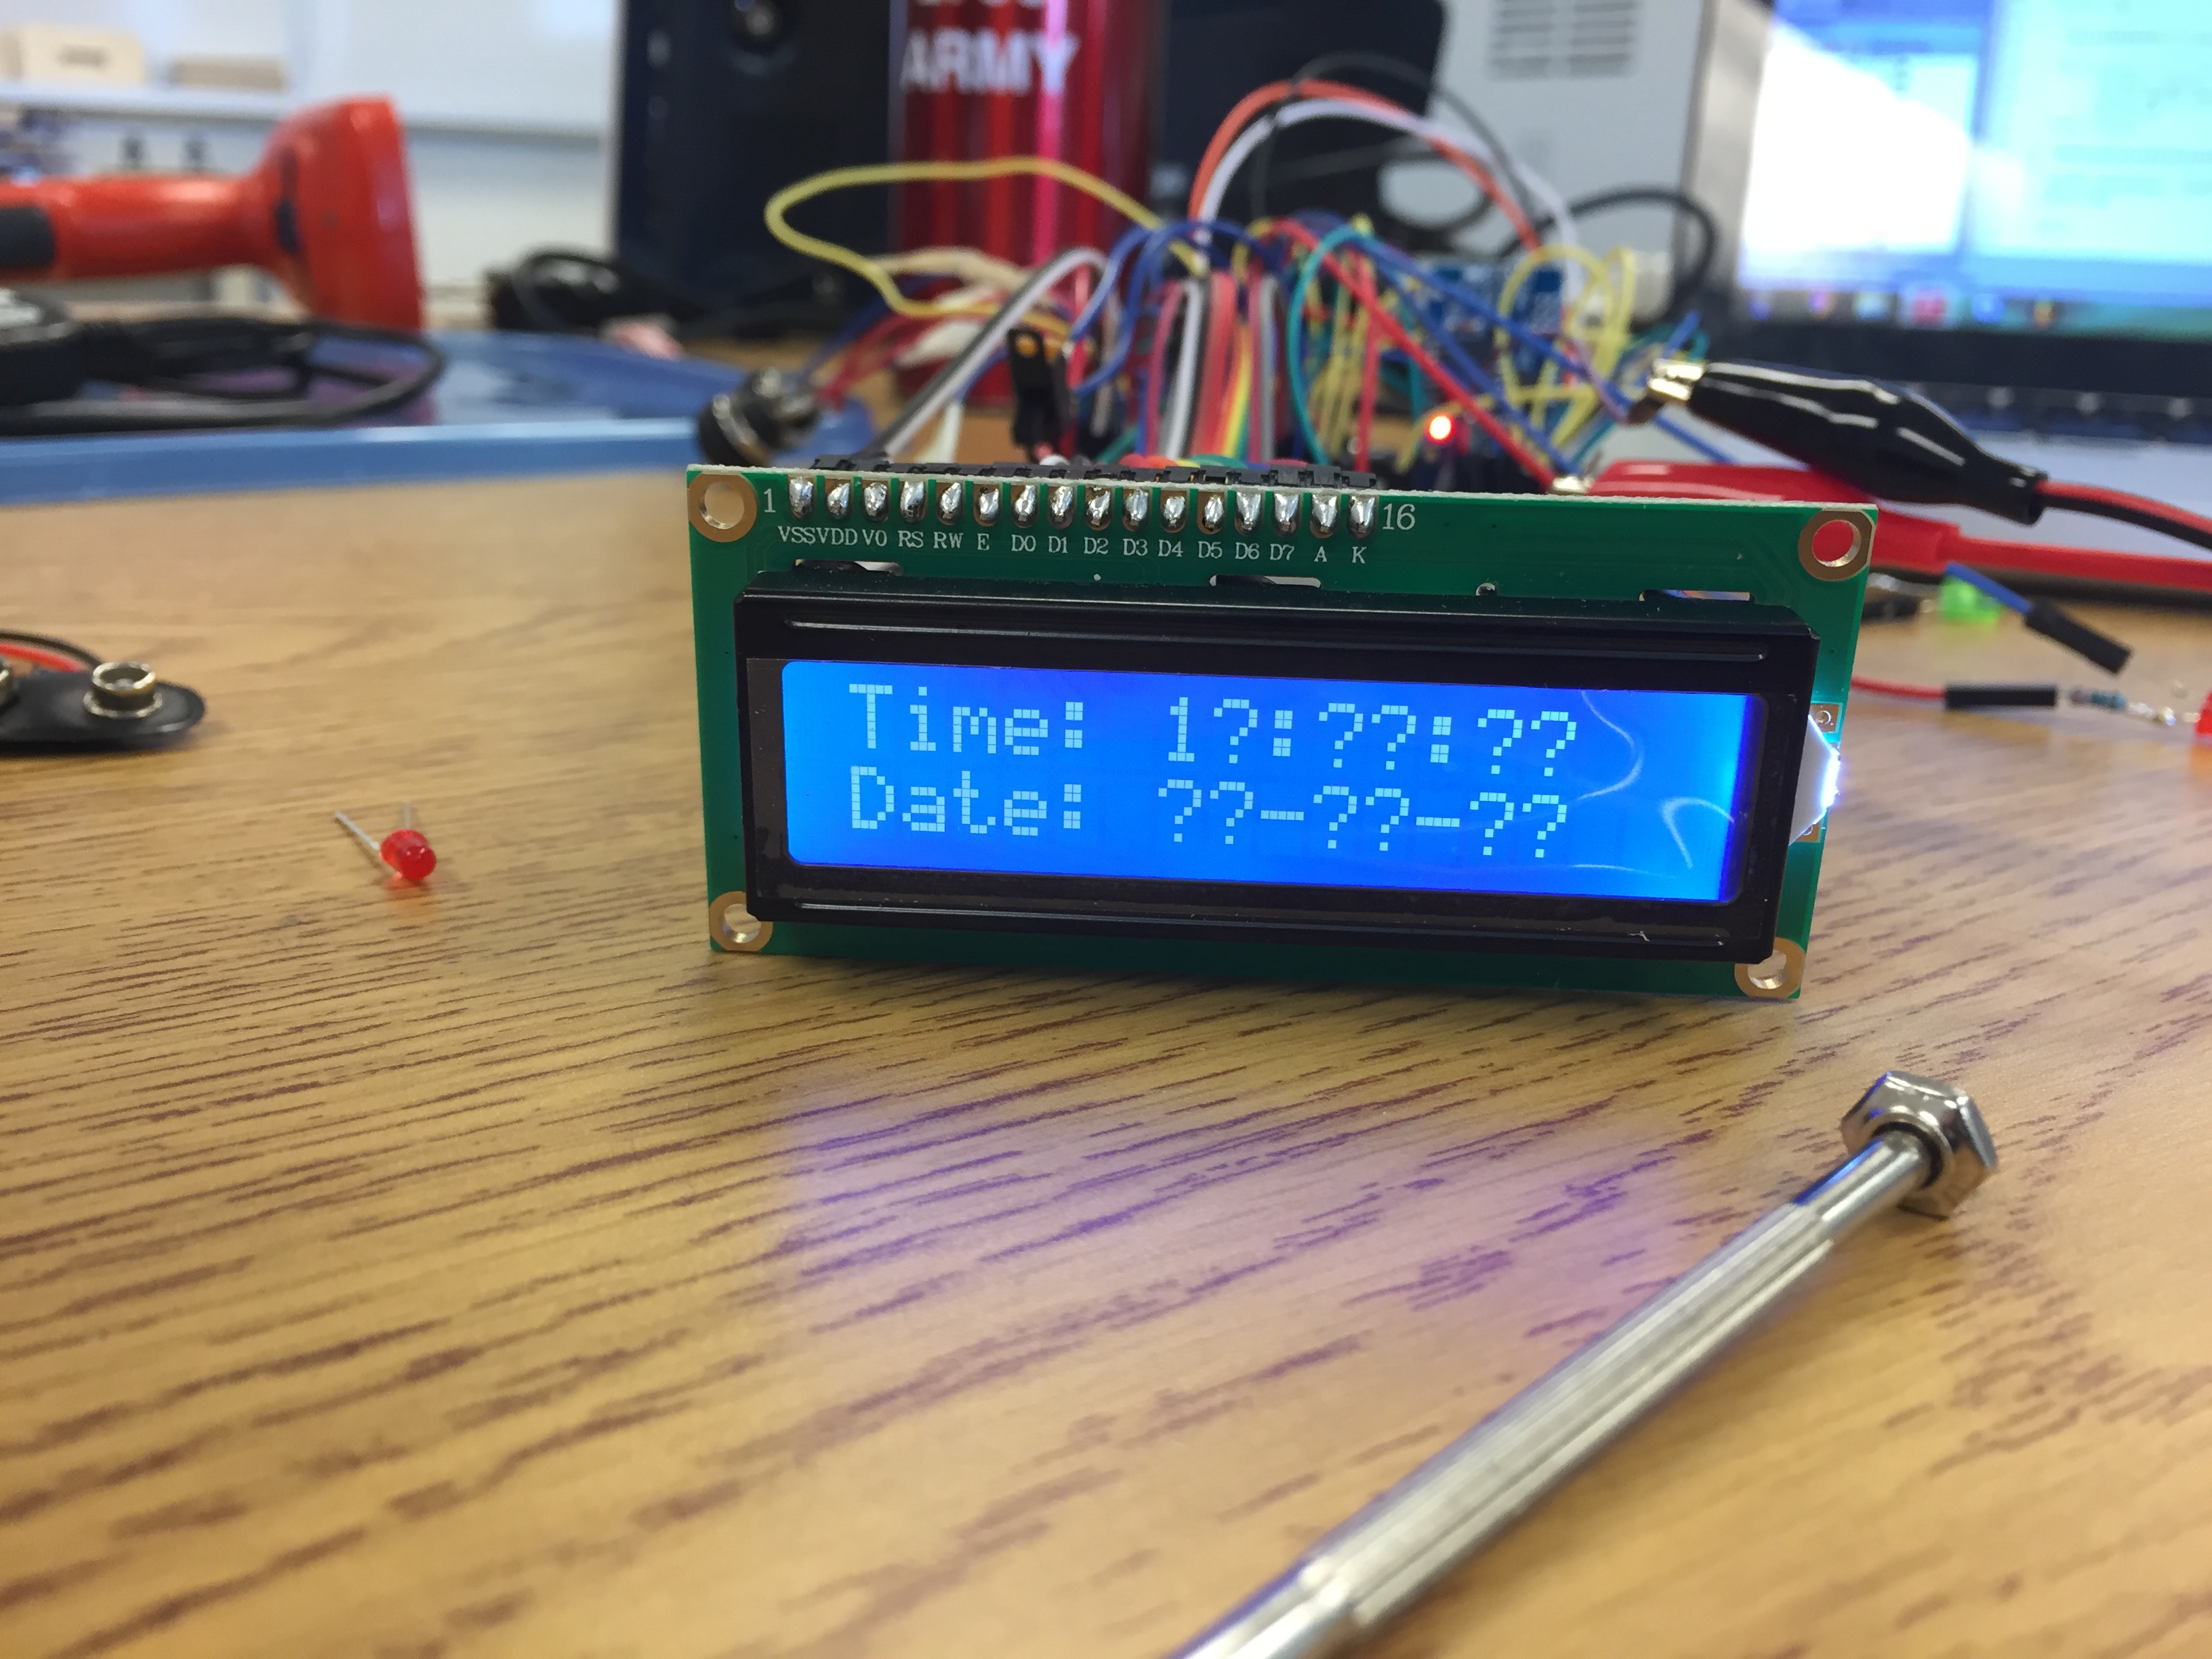 ARMY
1 16
VSS VDD V0 RS RW E D0 D1 D2 D3 D4 D5 D6 D7 A K
Time: 1?:??:??
Date: ??-??-??